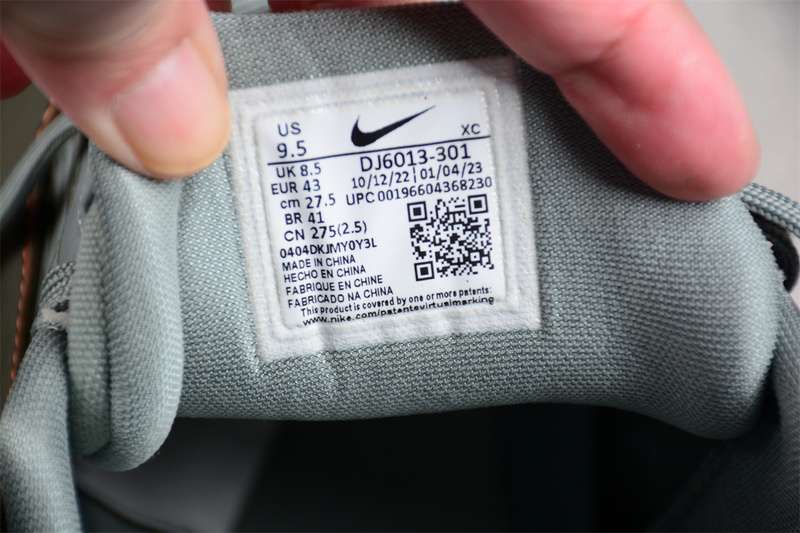 US XC
9.5 DJ6013-301
UK 8.5 10/12/22 | 01/04/23
EUR 43 UPC 00196604368230
cm 27.5
BR 41
CN 275(2.5)
0404DKJMY0Y3L
MADE IN CHINA
HECHO EN CHINA
FABRIQUE EN CHINE
FABRICADO NA CHINA
This product is covered by one or more patents:
www.nike.com/patentevirtualmarking